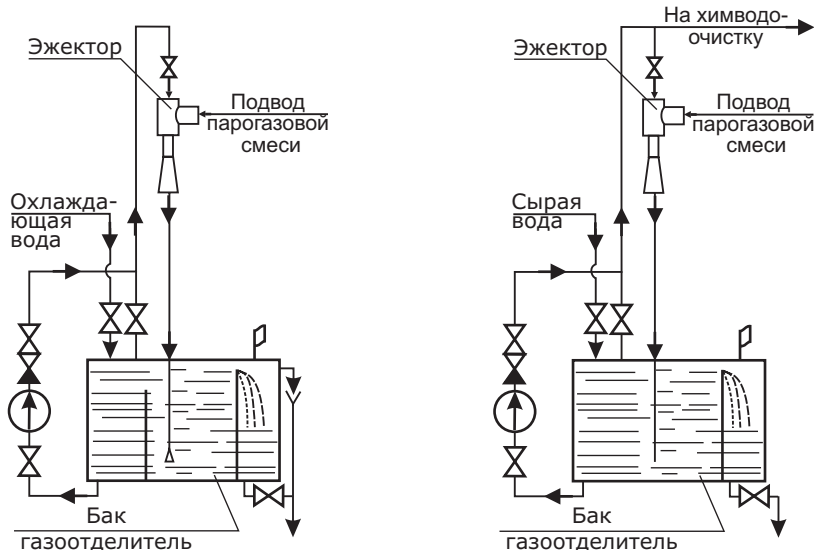 Эжектор
Подвод
парогазовой
смеси
Охлажда-
ющая
вода
Бак
газоотделитель
На химводо-
очистку
Эжектор
Подвод
парогазовой
смеси
Сырая
вода
Бак
газоотделитель